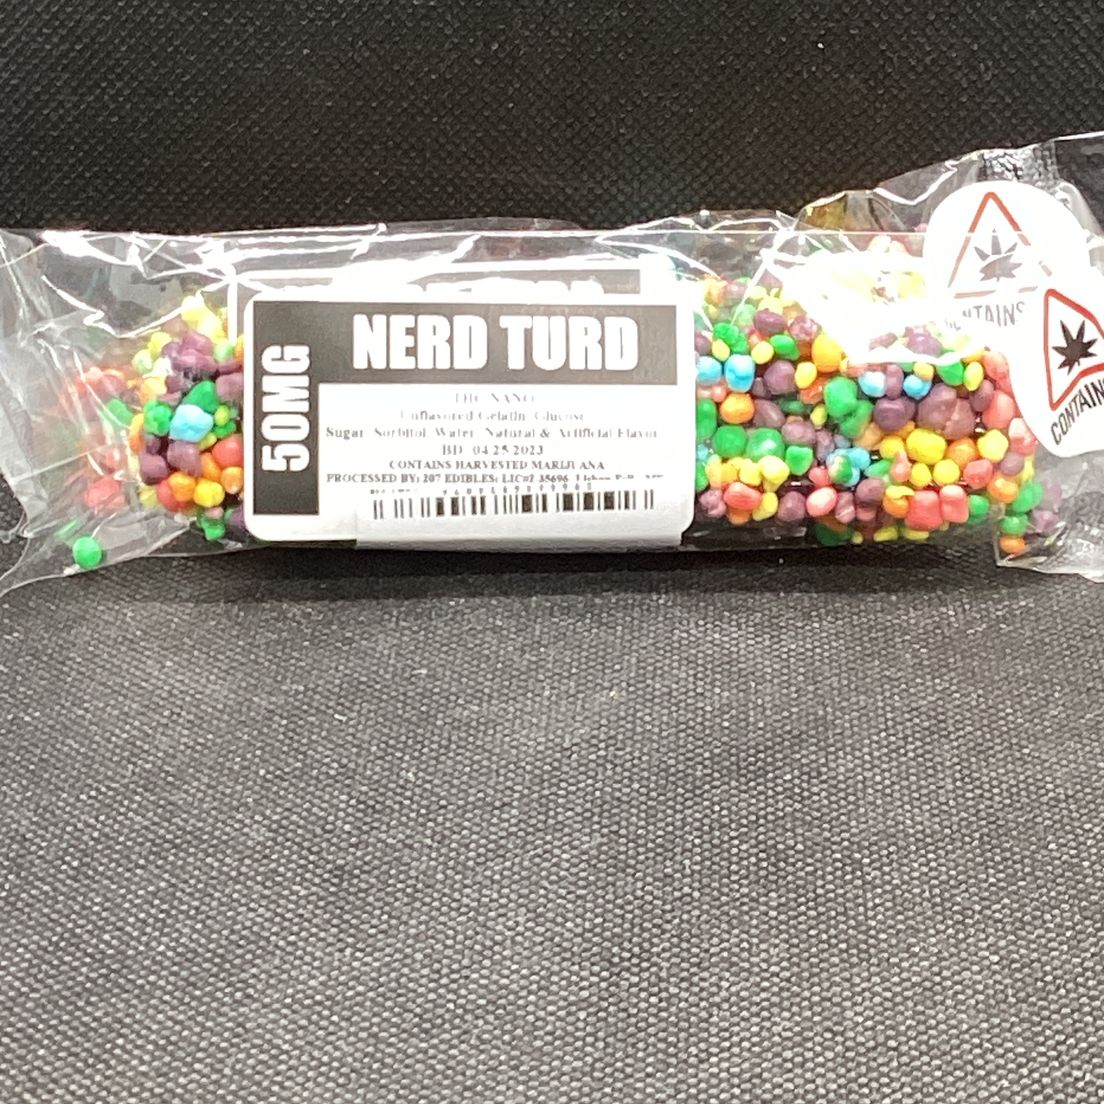 NERD TURD
50MG
THC NANO
Unflavored Gelatin, Glucose
Sugar, Sorbitol, Water, Natural & Artificial Flavor
BD 04 25 2023
CONTAINS HARVESTED MARIJUANA
PROCESSED BY: 207 EDIBLES: LIC#
CONTAINS
CONTAINS